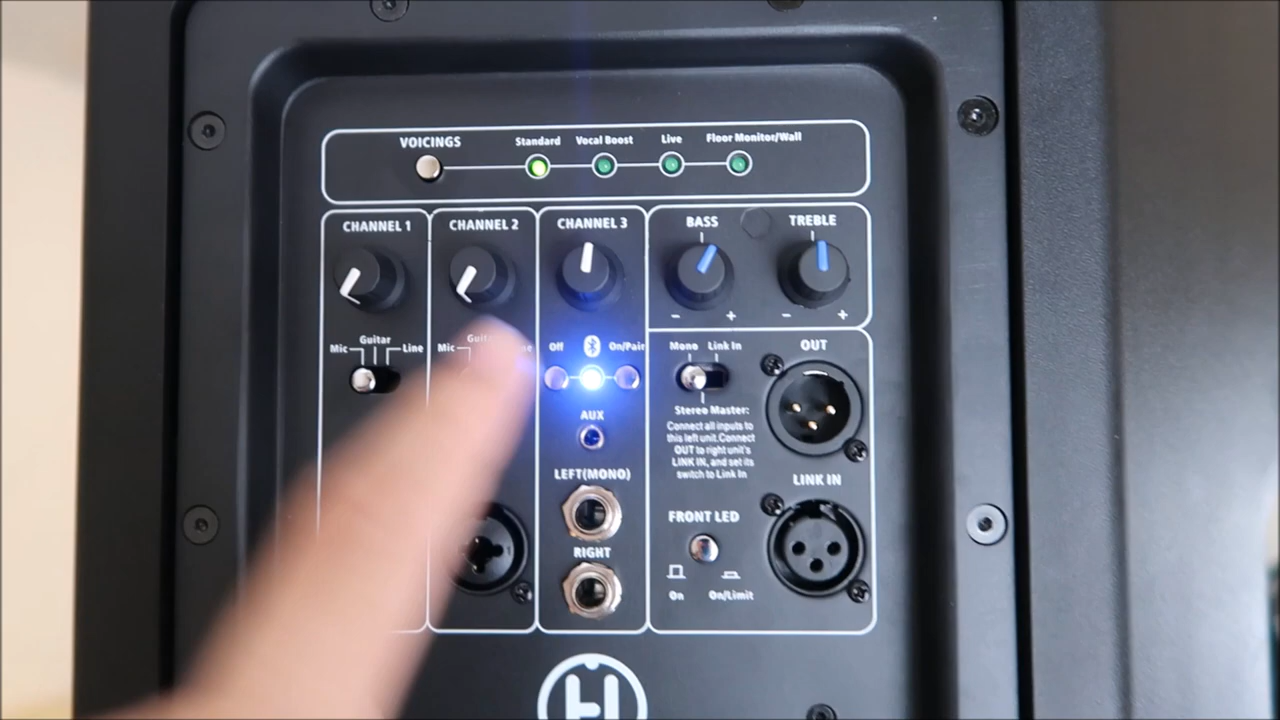 VOICINGS
Standard
Vocal Boost
Live
Floor Monitor/Wall
CHANNEL 1
CHANNEL 2
CHANNEL 3
BASS
TREBLE
- +
- +
Mic
Guitar
Line
Mic
Off
On/Pair
Mono
Link In
OUT
AUX
Stereo Master:
Connect all inputs to
this left unit.Connect
OUT to right unit's
LINK IN, and set its
switch to Link In
LEFT(MONO)
LINK IN
FRONT LED
RIGHT
On
On/Limit